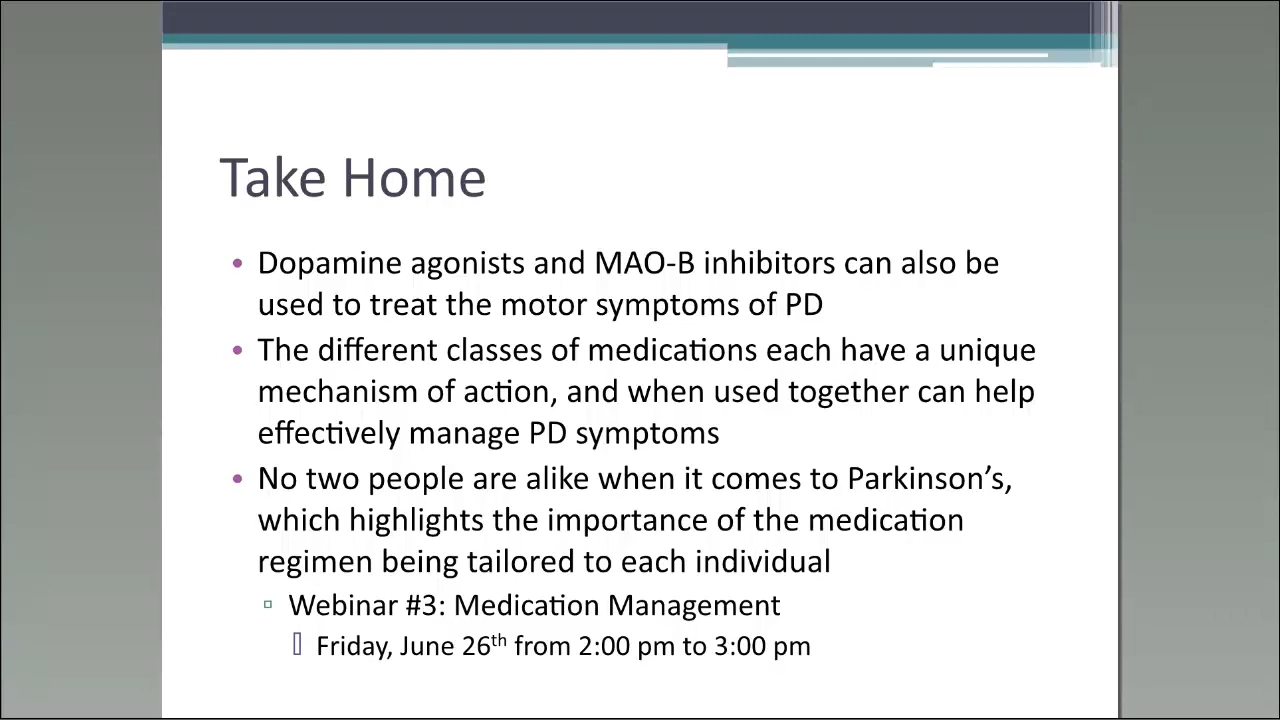 Take Home
• Dopamine agonists and MAO-B inhibitors can also be
used to treat the motor symptoms of PD
• The different classes of medications each have a unique
mechanism of action, and when used together can help
effectively manage PD symptoms
• No two people are alike when it comes to Parkinson’s,
which highlights the importance of the medication
regimen being tailored to each individual
▫ Webinar #3: Medication Management
▯ Friday, June 26th from 2:00 pm to 3:00 pm